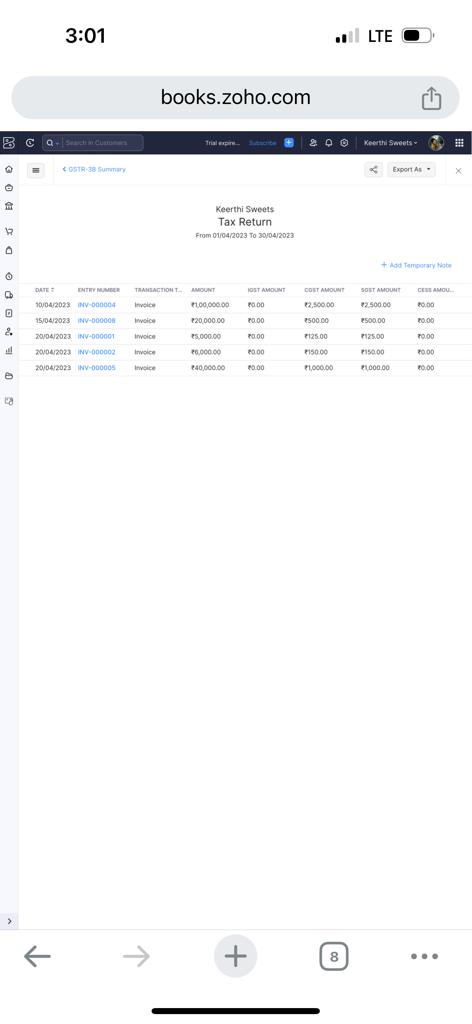 3:01 LTE
books.zoho.com
Search in Customers Trial expire... Subscribe Keerthi Sweets
GSTR-3B Summary Export As
Keerthi Sweets
Tax Return
From 01/04/2023 To 30/04/2023
+ Add Temporary Note
DATE ENTRY NUMBER TRANSACTION T... AMOUNT IGST AMOUNT CGST AMOUNT SGST AMOUNT CESS AMOU...
10/04/2023 INV-000004 Invoice ₹1,00,000.00 ₹0.00 ₹2,500.00 ₹2,500.00 ₹0.00
15/04/2023 INV-000008 Invoice ₹20,000.00 ₹0.00 ₹500.00 ₹500.00 ₹0.00
20/04/2023 INV-000001 Invoice ₹5,000.00 ₹0.00 ₹125.00 ₹125.00 ₹0.00
20/04/2023 INV-000002 Invoice ₹6,000.00 ₹0.00 ₹150.00 ₹150.00 ₹0.00
20/04/2023 INV-000005 Invoice ₹40,000.00 ₹0.00 ₹1,000.00 ₹1,000.00 ₹0.00
8